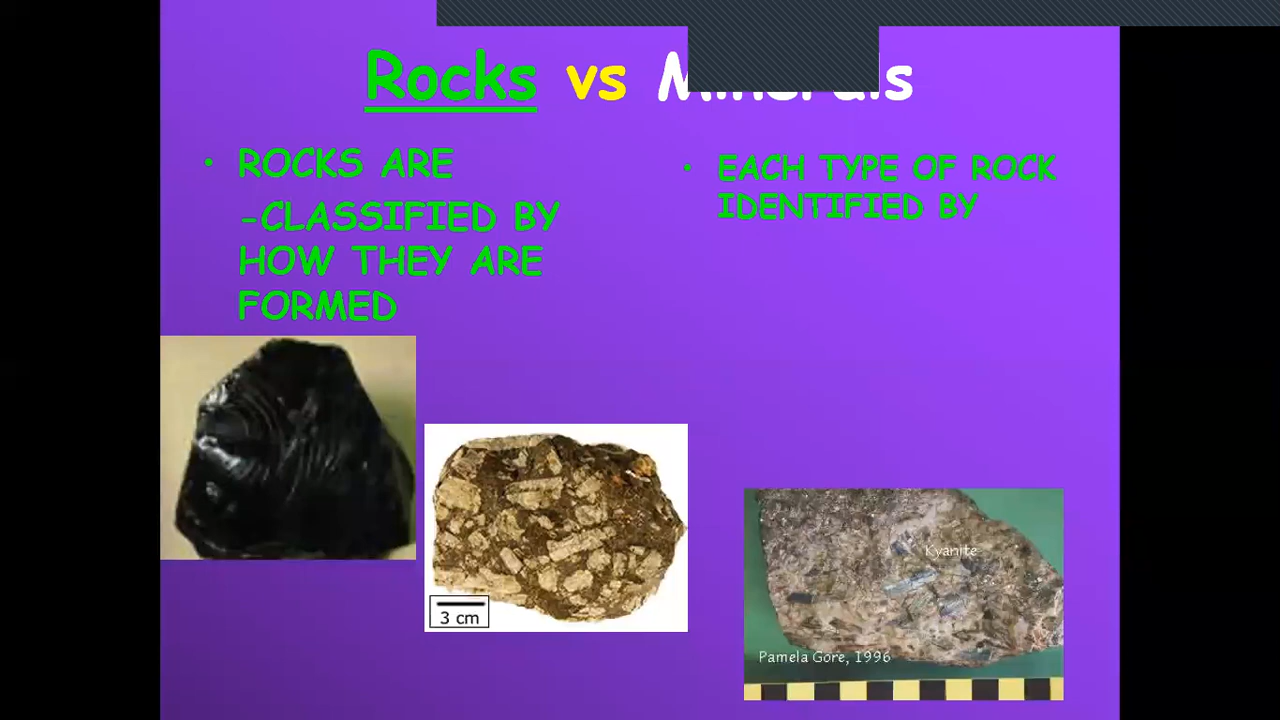 Rocks vs Minerals
• ROCKS ARE
-CLASSIFIED BY
HOW THEY ARE
FORMED
• EACH TYPE OF ROCK
IDENTIFIED BY
3 cm
Kyanite
Pamela Gore, 1996